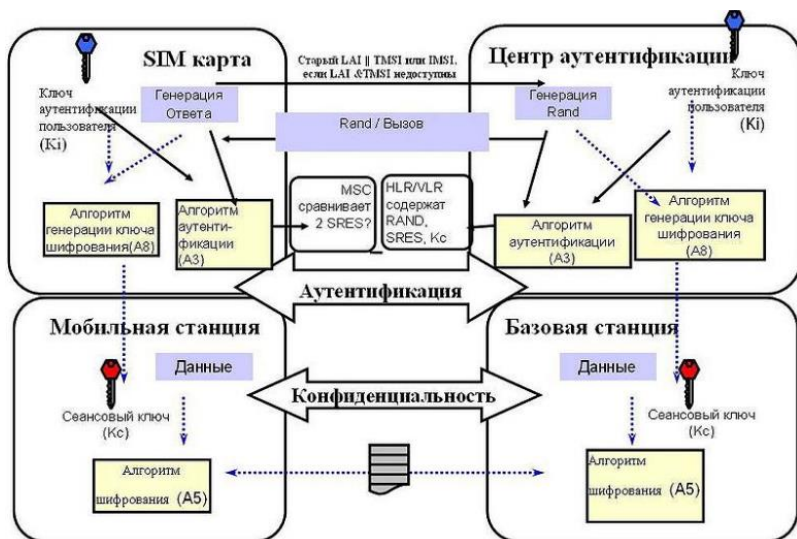 SIM карта
Старый LAI || TMSI или IMSI,
если LAI &TMSI недоступны
Центр аутентификации
Ключ
аутентификации
пользователя
(Ki)
Генерация
Ответа
Генерация
Rand
Ключ
аутентификации
пользователя
(Ki)
Rand / Вызов
Алгоритм
генерации ключа
шифрования(A8)
Алгоритм
аутенти-
фикации
(A3)
MSC
сравнивает
2 SRES?
HLR/VLR
содержат
RAND,
SRES, Kc
Алгоритм
аутентификации
(A3)
Алгоритм
генерации ключа
шифрования
(A8)
Аутентификация
Мобильная станция
Базовая станция
Данные
Данные
Конфиденциальность
Сеансовый ключ
(Kc)
Сеансовый ключ
(Kc)
Алгоритм
шифрования (A5)
Алгоритм
шифрования (A5)